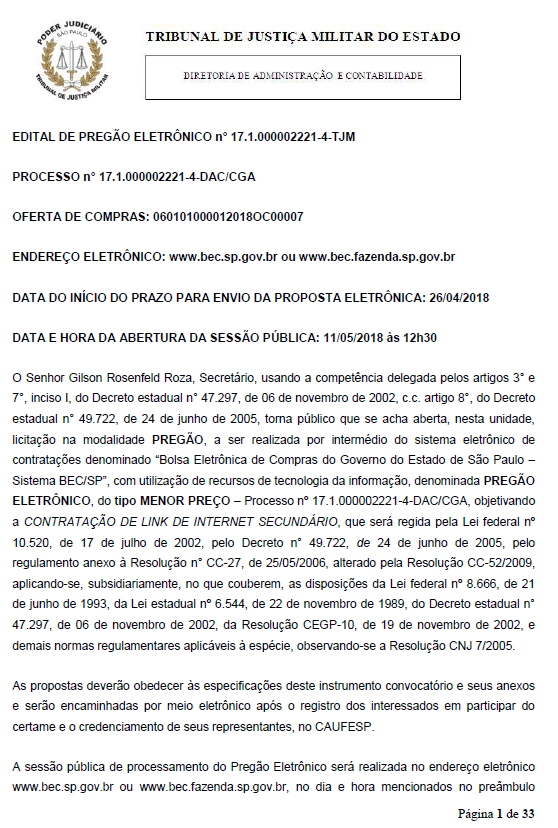 PODER JUDICIÁRIO
SÃO PAULO
TRIBUNAL DE JUSTIÇA MILITAR
TRIBUNAL DE JUSTIÇA MILITAR DO ESTADO
DIRETORIA DE ADMINISTRAÇÃO E CONTABILIDADE
EDITAL DE PREGÃO ELETRÔNICO n° 17.1.000002221-4-TJM
PROCESSO n° 17.1.000002221-4-DAC/CGA
OFERTA DE COMPRAS: 060101000012018OC00007
ENDEREÇO ELETRÔNICO: www.bec.sp.gov.br ou www.bec.fazenda.sp.gov.br
DATA DO INÍCIO DO PRAZO PARA ENVIO DA PROPOSTA ELETRÔNICA: 26/04/2018
DATA E HORA DA ABERTURA DA SESSÃO PÚBLICA: 11/05/2018 às 12h30
O Senhor Gilson Rosenfeld Roza, Secretário, usando a competência delegada pelos artigos 3° e
7°, inciso I, do Decreto estadual n° 47.297, de 06 de novembro de 2002, c.c. artigo 8°, do Decreto
estadual n° 49.722, de 24 de junho de 2005, torna público que se acha aberta, nesta unidade,
licitação na modalidade PREGÃO, a ser realizada por intermédio do sistema eletrônico de
contratações denominado “Bolsa Eletrônica de Compras do Governo do Estado de São Paulo –
Sistema BEC/SP”, com utilização de recursos de tecnologia da informação, denominada PREGÃO
ELETRÔNICO, do tipo MENOR PREÇO – Processo nº 17.1.000002221-4-DAC/CGA, objetivando
a CONTRATAÇÃO DE LINK DE INTERNET SECUNDÁRIO, que será regida pela Lei federal nº
10.520, de 17 de julho de 2002, pelo Decreto n° 49.722, de 24 de junho de 2005, pelo
regulamento anexo à Resolução n° CC-27, de 25/05/2006, alterado pela Resolução CC-52/2009,
aplicando-se, subsidiariamente, no que couberem, as disposições da Lei federal nº 8.666, de 21
de junho de 1993, da Lei estadual nº 6.544, de 22 de novembro de 1989, do Decreto estadual n°
47.297, de 06 de novembro de 2002, da Resolução CEGP-10, de 19 de novembro de 2002, e
demais normas regulamentares aplicáveis à espécie, observando-se a Resolução CNJ 7/2005.
As propostas deverão obedecer às especificações deste instrumento convocatório e seus anexos
e serão encaminhadas por meio eletrônico após o registro dos interessados em participar do
certame e o credenciamento de seus representantes, no CAUFESP.
A sessão pública de processamento do Pregão Eletrônico será realizada no endereço eletrônico
www.bec.sp.gov.br ou www.bec.fazenda.sp.gov.br, no dia e hora mencionados no preâmbulo
Página 1 de 33